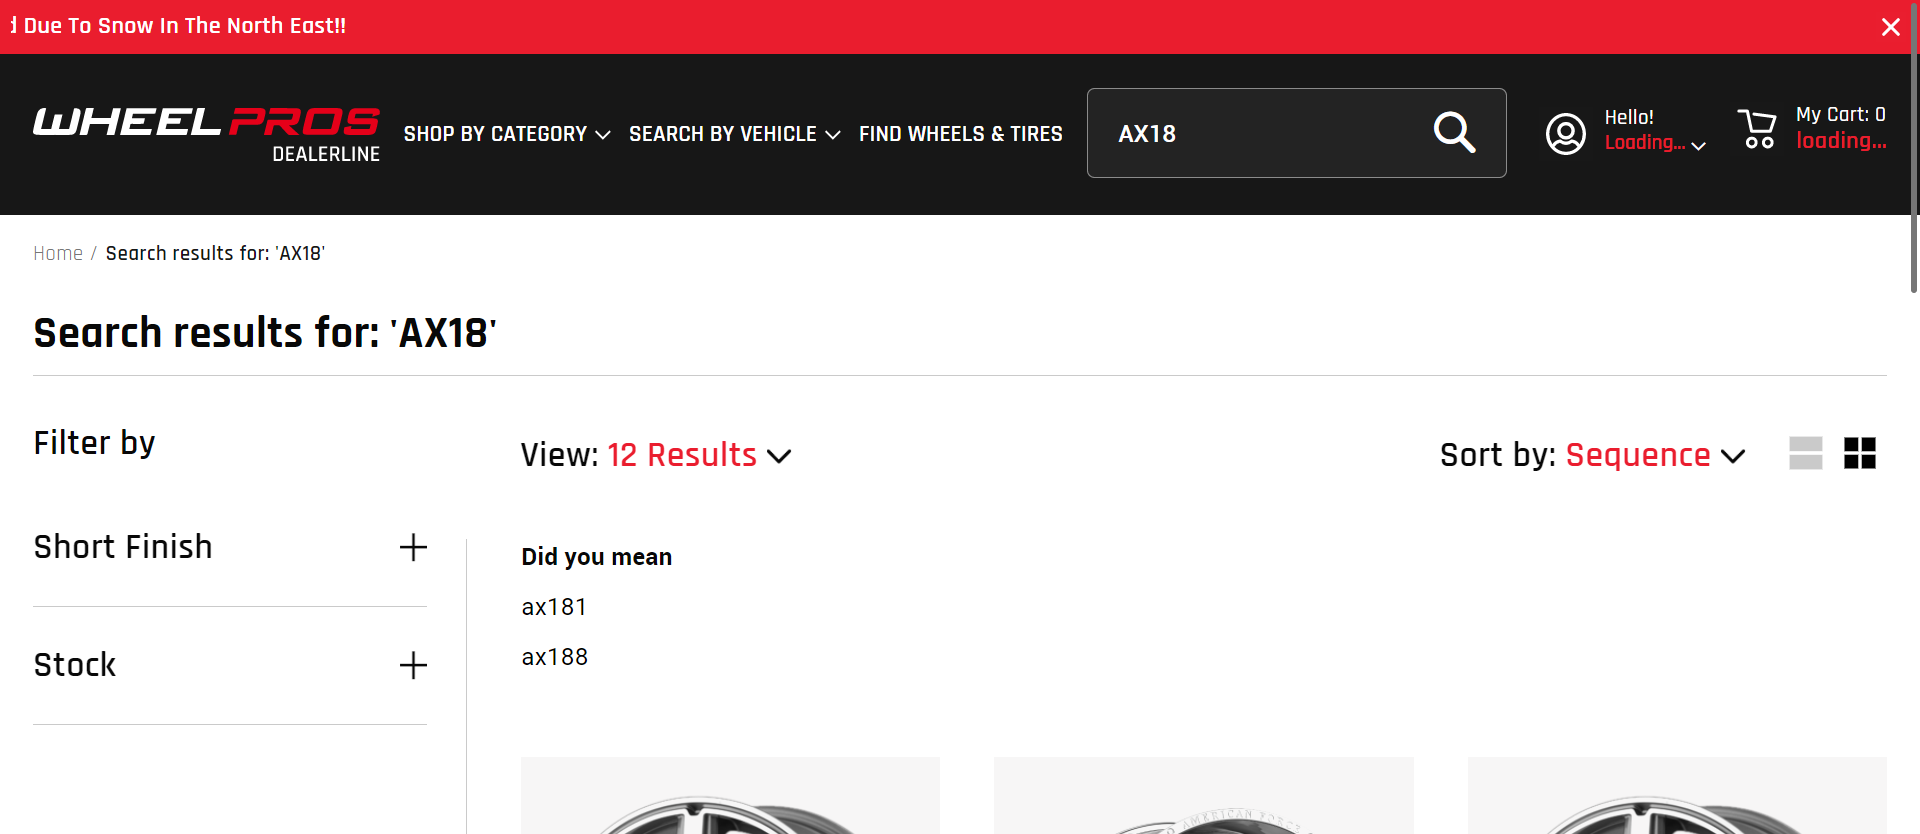 Due To Snow In The North East!!
WHEEL PROS
DEALERLINE
SHOP BY CATEGORY
SEARCH BY VEHICLE
FIND WHEELS & TIRES
AX18
Hello!
Loading...
My Cart: 0
loading...
Home / Search results for: 'AX18'
Search results for: 'AX18'
Filter by
View: 12 Results
Sort by: Sequence
Short Finish
Stock
Did you mean
ax181
ax188
AMERICAN FORCE